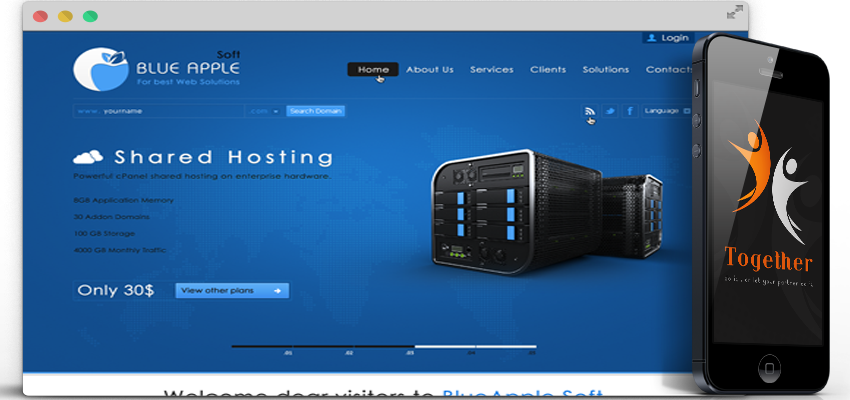 Login
Soft
BLUE APPLE
For best Web Solutions
Home About Us Services Clients Solutions Contacts
www. yourname .com Search Domain
Language
Shared Hosting
Powerful cPanel shared hosting on enterprise hardware.
8GB Application Memory
30 Addon Domains
100 GB Storage
4000 GB Monthly Traffic
Only 30$ View other plans
.01 .02 .03 .04 .05
Welcome dear visitors to BlueApple Soft
Together